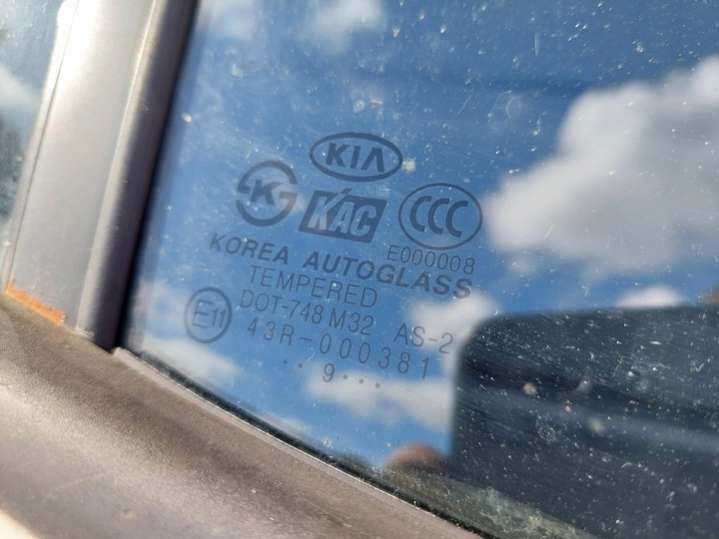 KIA
K
KAC
CCC
E000008
KOREA AUTOGLASS
TEMPERED
DOT-748 M32 AS-2
E11
43R-000381
··9···